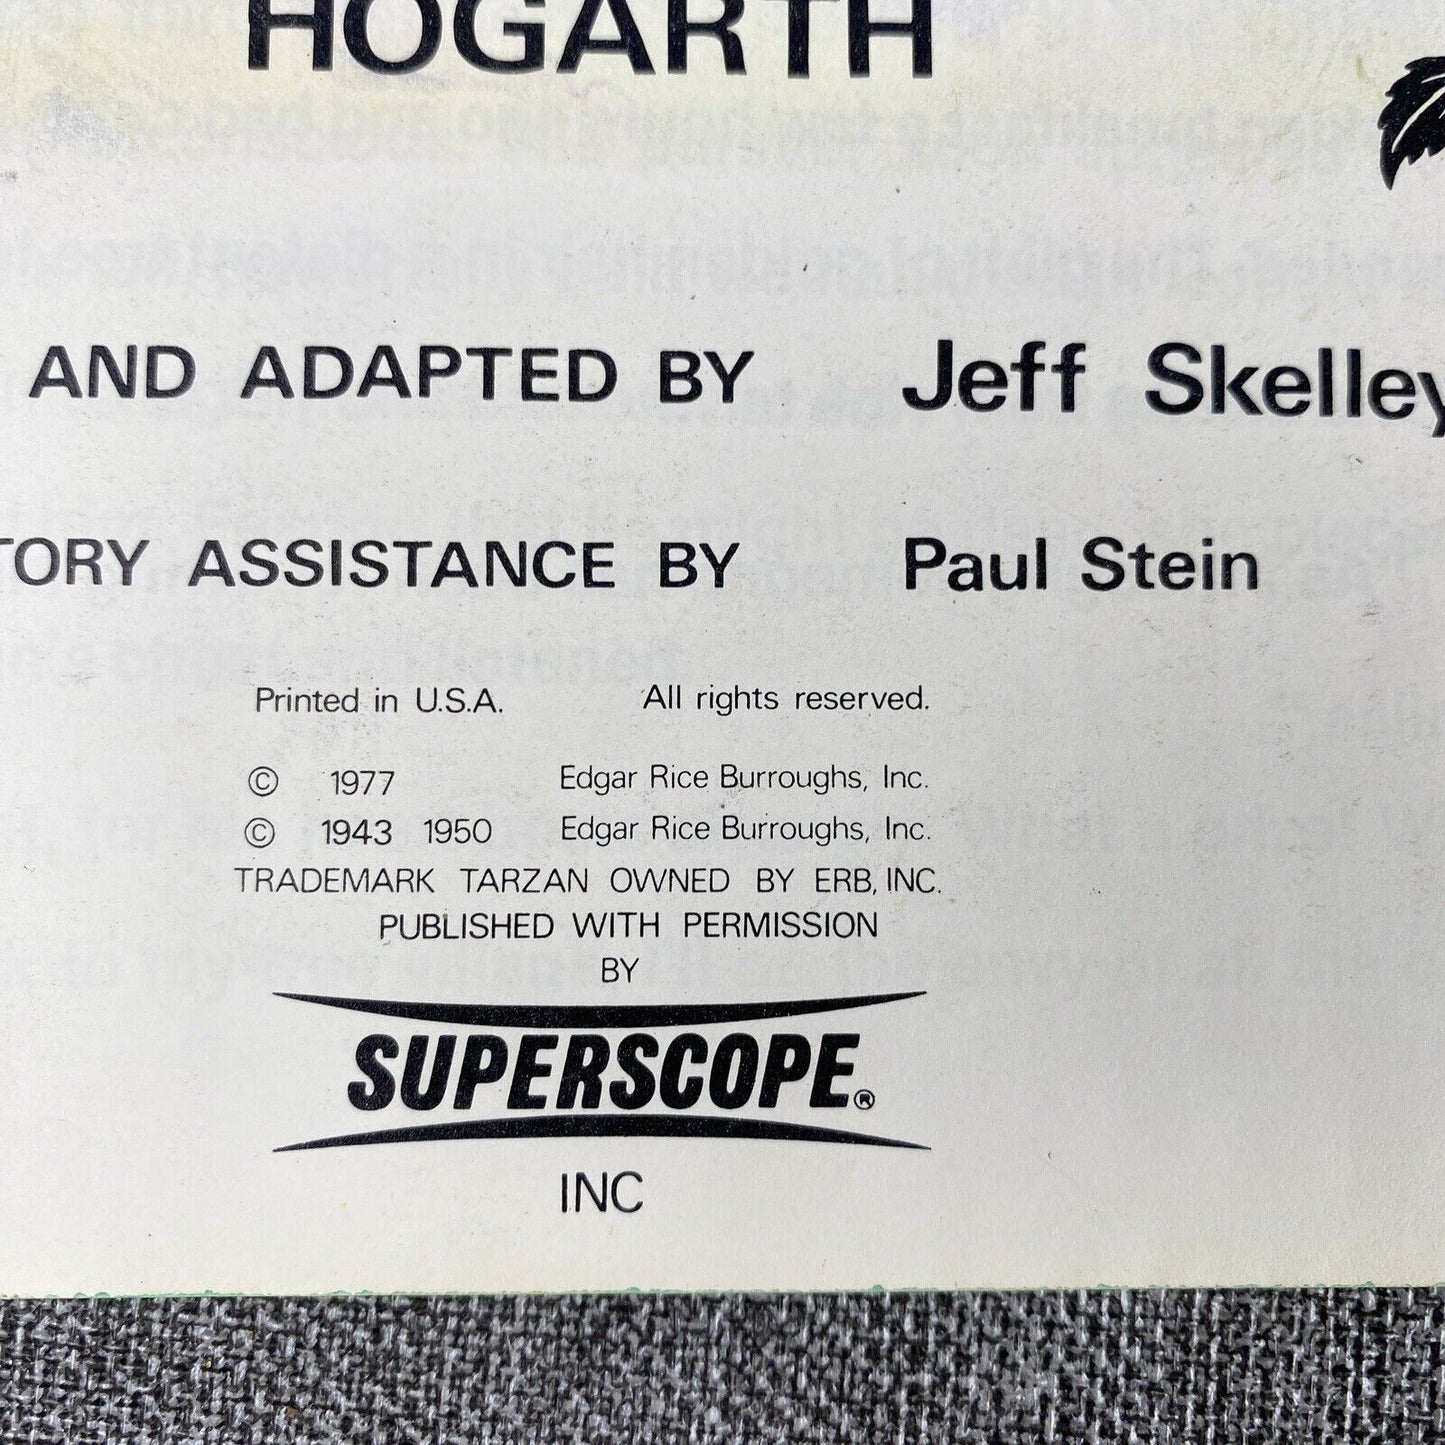 HOGARTH
AND ADAPTED BY Jeff Skelley
TORY ASSISTANCE BY Paul Stein
Printed in U.S.A. All rights reserved.
© 1977 Edgar Rice Burroughs, Inc.
© 1943 1950 Edgar Rice Burroughs, Inc.
TRADEMARK TARZAN OWNED BY ERB, INC.
PUBLISHED WITH PERMISSION
BY
SUPERSCOPE®
INC